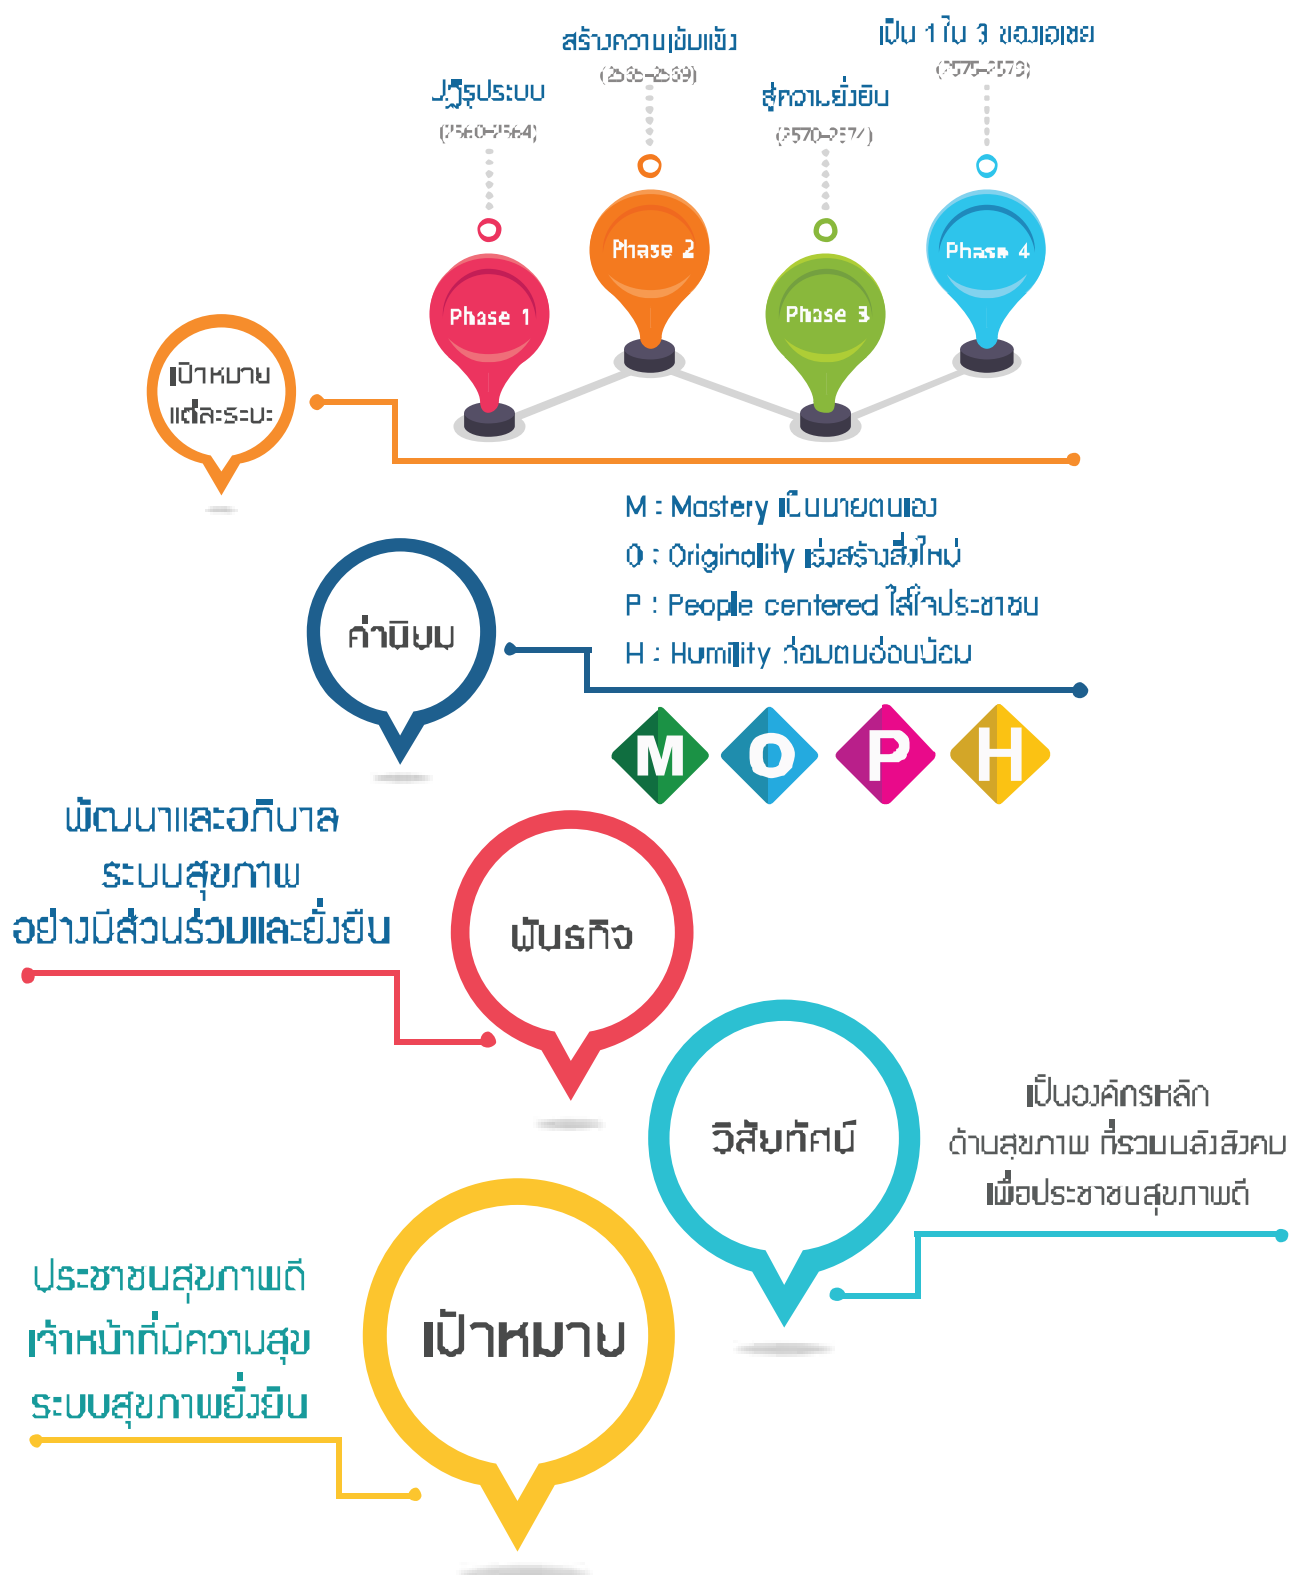 เป็น 1 ใน 3 ของเอเชีย
(2575-2579)
สร้างความเข้มแข็ง
(2565-2569)
ปฏิรูประบบ
(2560-2564)
สู่ความยั่งยืน
(2570-2574)
Phase 1
Phase 2
Phase 3
Phase 4
เป้าหมาย
แต่ละระยะ
M : Mastery เป็นนายตนเอง
O : Originality เร่งสร้างสิ่งใหม่
P : People centered ใส่ใจประชาชน
H : Humility ถ่อมตนอ่อนน้อม
ค่านิยม
M O P H
พัฒนาและอภิบาล
ระบบสุขภาพ
อย่างมีส่วนร่วมและยั่งยืน
พันธกิจ
วิสัยทัศน์
เป็นองค์กรหลัก
ด้านสุขภาพ ที่รวมพลังสังคม
เพื่อประชาชนสุขภาพดี
ประชาชนสุขภาพดี
เจ้าหน้าที่มีความสุข
ระบบสุขภาพยั่งยืน
เป้าหมาย